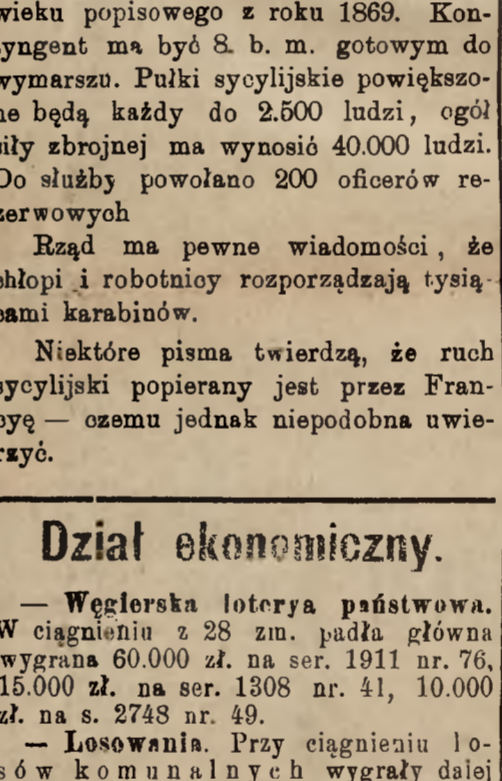 wieku popisowego z roku 1869. Kon-
yngent ma być 8. b. m. gotowym do
wymarszu. Pułki sycylijskie powiększo-
ne będą każdy do 2.500 ludzi, ogół
siły zbrojnej ma wynosić 40.000 ludzi.
Do służby powołano 200 oficerów re-
zerwowych
Rząd ma pewne wiadomości, że
chłopi i robotnicy rozporządzają tysią-
cami karabinów.
Niektóre pisma twierdzą, że ruch
sycylijski popierany jest przez Fran-
cyę — czemu jednak niepodobna uwie-
rzyć.
Dział ekonomiczny.
— Węgierska loterya państwowa.
W ciągnieniu z 28 zm. padła główna
wygrana 60.000 zł. na ser. 1911 nr. 76,
15.000 zł. na ser. 1308 nr. 41, 10.000
zł. na s. 2748 nr. 49.
— Losowania. Przy ciągnieniu lo-
sów komunalnych wygrały dalej